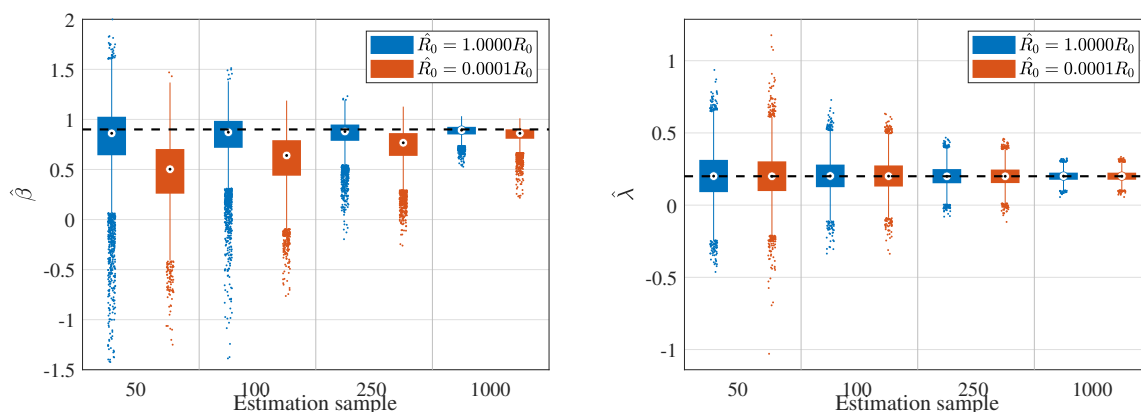 2
1.5
1
0.5
0
-0.5
-1
-1.5
β̂
50 100 250 1000
Estimation sample
R̂₀ = 1.0000R₀
R̂₀ = 0.0001R₀
1
0.5
0
-0.5
-1
λ̂
50 100 250 1000
Estimation sample
R̂₀ = 1.0000R₀
R̂₀ = 0.0001R₀